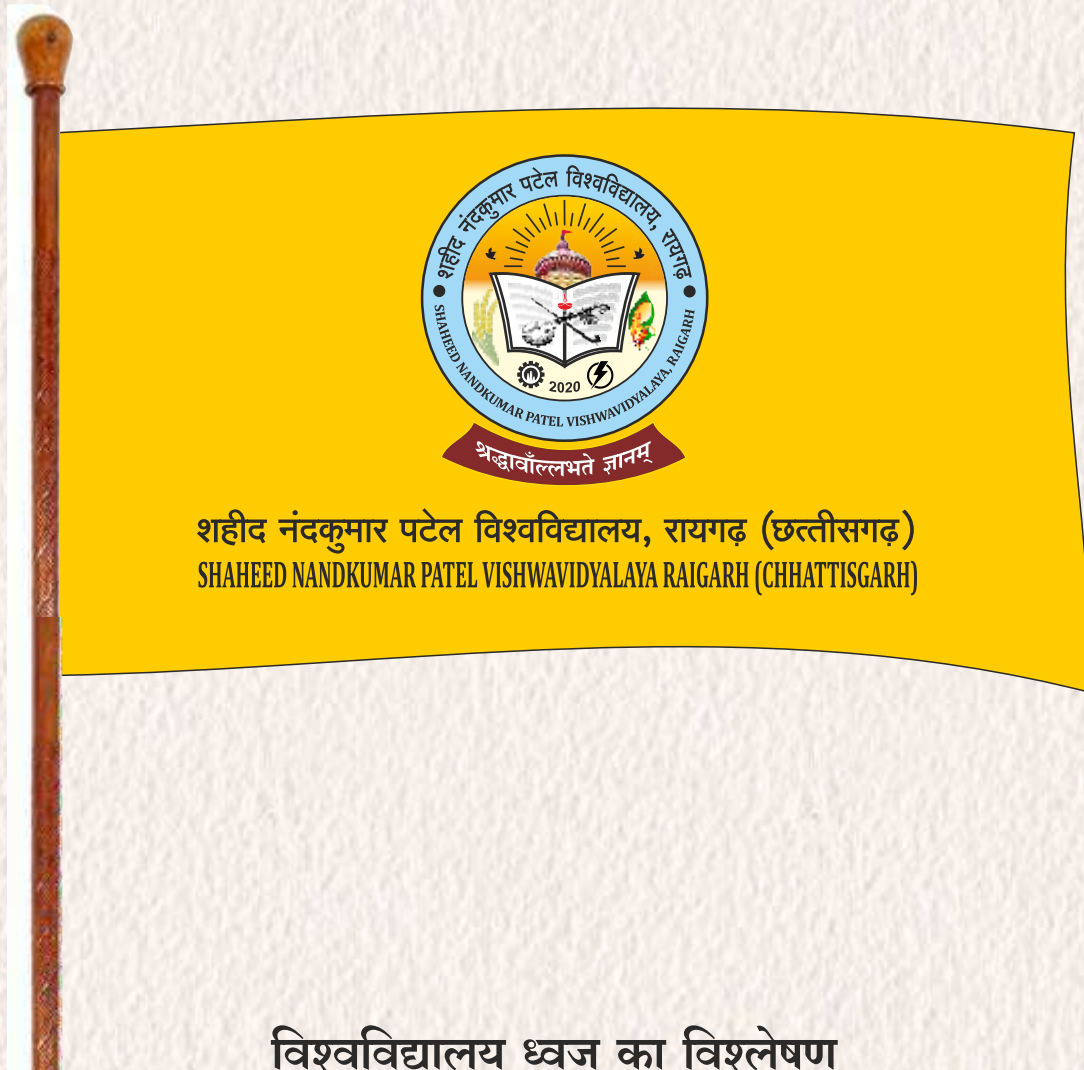 शहीद नंदकुमार पटेल विश्वविद्यालय, रायगढ़
SHAHEED NANDKUMAR PATEL VISHWAVIDYALAYA, RAIGARH
2020
श्रद्धावाँल्लभते ज्ञानम्
शहीद नंदकुमार पटेल विश्वविद्यालय, रायगढ़ (छत्तीसगढ़)
SHAHEED NANDKUMAR PATEL VISHWAVIDYALAYA RAIGARH (CHHATTISGARH)
विश्वविद्यालय ध्वज का विश्लेषण